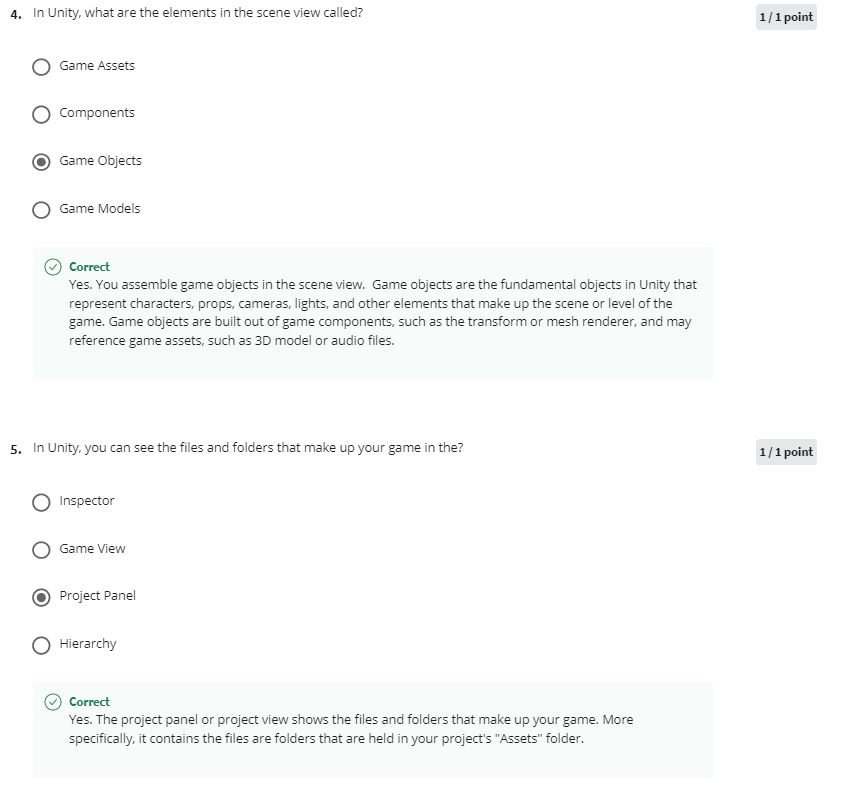 4. In Unity, what are the elements in the scene view called?
1 / 1 point
Game Assets
Components
Game Objects
Game Models
Correct
Yes. You assemble game objects in the scene view.  Game objects are the fundamental objects in Unity that
represent characters, props, cameras, lights, and other elements that make up the scene or level of the
game. Game objects are built out of game components, such as the transform or mesh renderer, and may
reference game assets, such as 3D model or audio files.
5. In Unity, you can see the files and folders that make up your game in the?
1 / 1 point
Inspector
Game View
Project Panel
Hierarchy
Correct
Yes. The project panel or project view shows the files and folders that make up your game. More
specifically, it contains the files are folders that are held in your project's "Assets" folder.